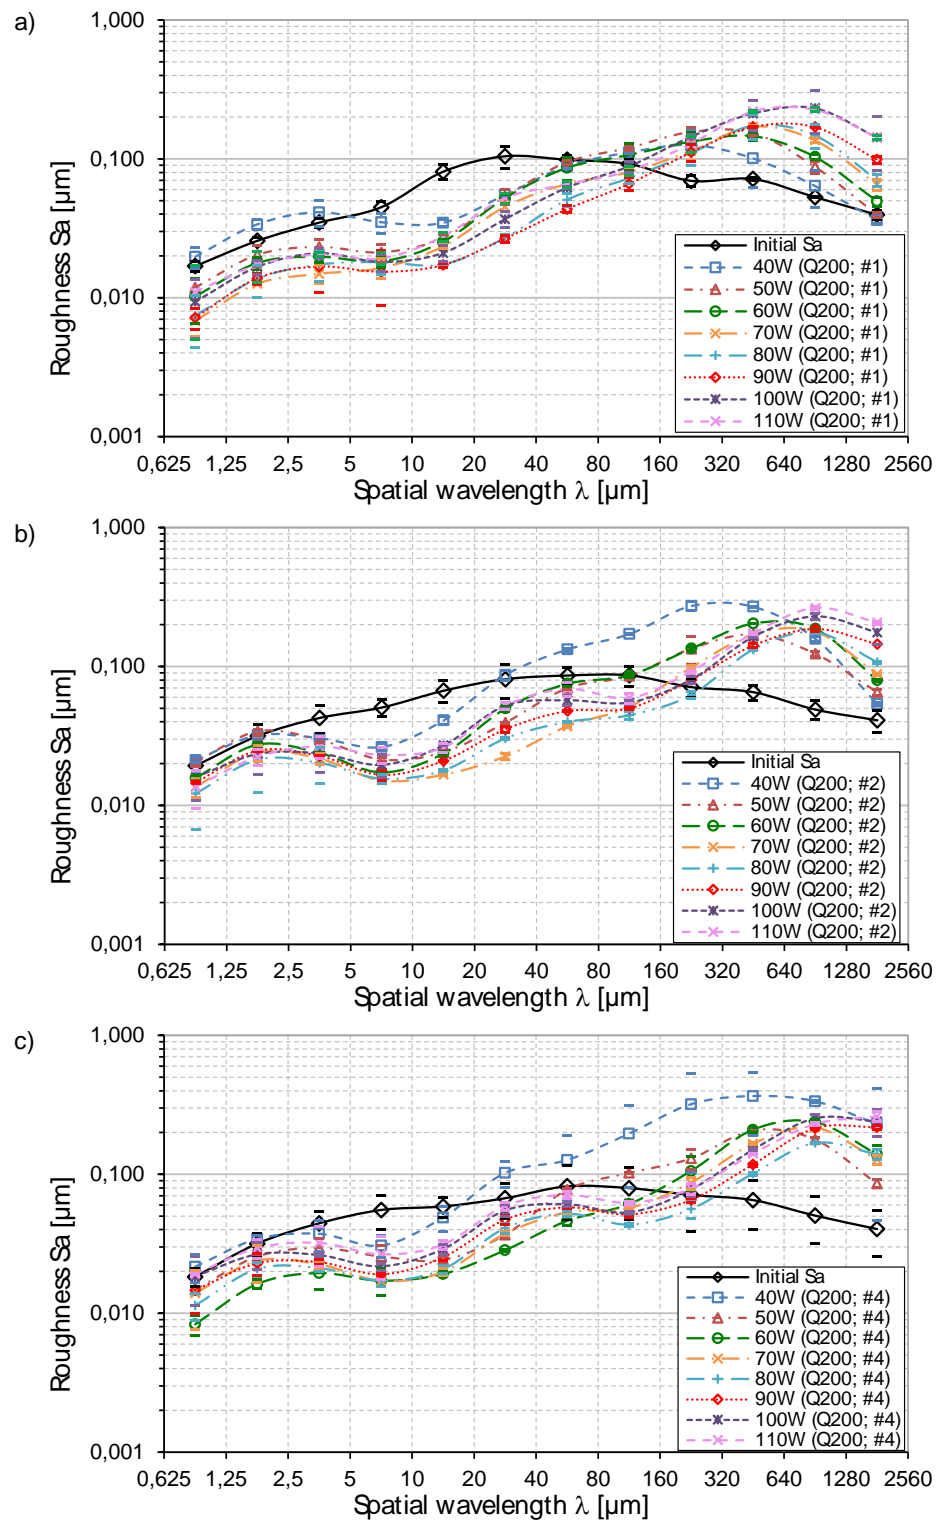 a)
1,000
0,100
0,010
0,001
Roughness Sa [µm]
0,625 1,25 2,5 5 10 20 40 80 160 320 640 1280 2560
Spatial wavelength λ [µm]
Initial Sa
40W (Q200; #1)
50W (Q200; #1)
60W (Q200; #1)
70W (Q200; #1)
80W (Q200; #1)
90W (Q200; #1)
100W (Q200; #1)
110W (Q200; #1)
b)
1,000
0,100
0,010
0,001
Roughness Sa [µm]
0,625 1,25 2,5 5 10 20 40 80 160 320 640 1280 2560
Spatial wavelength λ [µm]
Initial Sa
40W (Q200; #2)
50W (Q200; #2)
60W (Q200; #2)
70W (Q200; #2)
80W (Q200; #2)
90W (Q200; #2)
100W (Q200; #2)
110W (Q200; #2)
c)
1,000
0,100
0,010
0,001
Roughness Sa [µm]
0,625 1,25 2,5 5 10 20 40 80 160 320 640 1280 2560
Spatial wavelength λ [µm]
Initial Sa
40W (Q200; #4)
50W (Q200; #4)
60W (Q200; #4)
70W (Q200; #4)
80W (Q200; #4)
90W (Q200; #4)
100W (Q200; #4)
110W (Q200; #4)